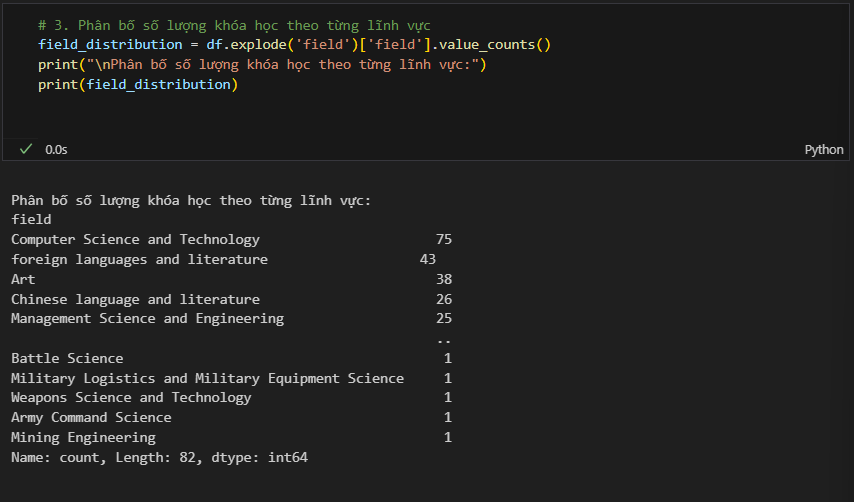 # 3. Phân bố số lượng khóa học theo từng lĩnh vực
field_distribution = df.explode('field')['field'].value_counts()
print("\nPhân bố số lượng khóa học theo từng lĩnh vực:")
print(field_distribution)
0.0s Python
Phân bố số lượng khóa học theo từng lĩnh vực:
field
Computer Science and Technology 75
foreign languages and literature 43
Art 38
Chinese language and literature 26
Management Science and Engineering 25
..
Battle Science 1
Military Logistics and Military Equipment Science 1
Weapons Science and Technology 1
Army Command Science 1
Mining Engineering 1
Name: count, Length: 82, dtype: int64